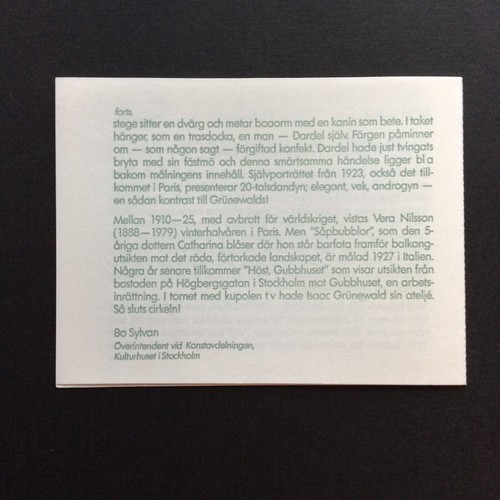 forts.
stege sitter en dvärg och metar boaorm med en kanin som bete. I taket
hänger, som en trasdocka, en man — Dardel själv. Färgen påminner
om — som någon sagt — förgiftad konfekt. Dardel hade just tvingats
bryta med sin fästmö och denna smärtsamma händelse ligger bl a
bakom målningens innehåll. Självporträttet från 1923, också det till-
kommet i Paris, presenterar 20-talsdandyn; elegant, vek, androgyn —
en sådan kontrast till Grünewalds!
Mellan 1910—25, med avbrott för världskriget, vistas Vera Nilsson
(1888—1979) vinterhalvåren i Paris. Men "Såpbubblor", som den 5-
åriga dottern Catharina blåser där hon står barfota framför balkong-
utsikten mot det röda, förtorkade landskapet, är målad 1927 i Italien.
Några år senare tillkommer "Höst, Gubbhuset" som visar utsikten från
bostaden på Högbergsgatan i Stockholm mot Gubbhuset, en arbets-
inrättning. I tornet med kupolen t v hade Isaac Grünewald sin ateljé.
Så sluts cirkeln!
Bo Sylvan
Överintendent vid Konstavdelningen,
Kulturhuset i Stockholm